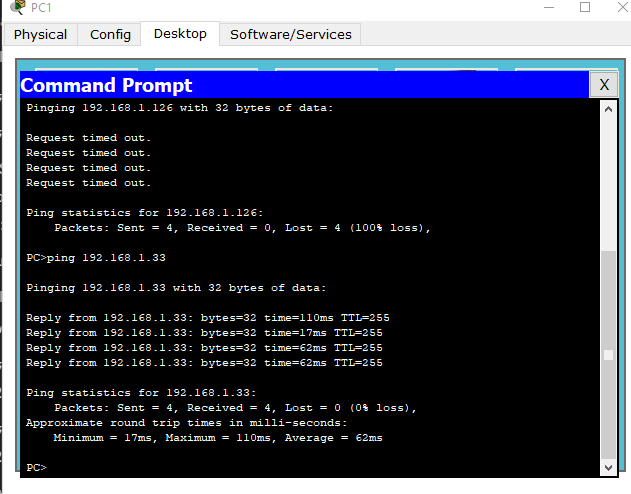 PC1
Physical Config Desktop Software/Services
Command Prompt X
Pinging 192.168.1.126 with 32 bytes of data:
Request timed out.
Request timed out.
Request timed out.
Request timed out.
Ping statistics for 192.168.1.126:
Packets: Sent = 4, Received = 0, Lost = 4 (100% loss),
PC>ping 192.168.1.33
Pinging 192.168.1.33 with 32 bytes of data:
Reply from 192.168.1.33: bytes=32 time=110ms TTL=255
Reply from 192.168.1.33: bytes=32 time=17ms TTL=255
Reply from 192.168.1.33: bytes=32 time=62ms TTL=255
Reply from 192.168.1.33: bytes=32 time=62ms TTL=255
Ping statistics for 192.168.1.33:
Packets: Sent = 4, Received = 4, Lost = 0 (0% loss),
Approximate round trip times in milli-seconds:
Minimum = 17ms, Maximum = 110ms, Average = 62ms
PC>